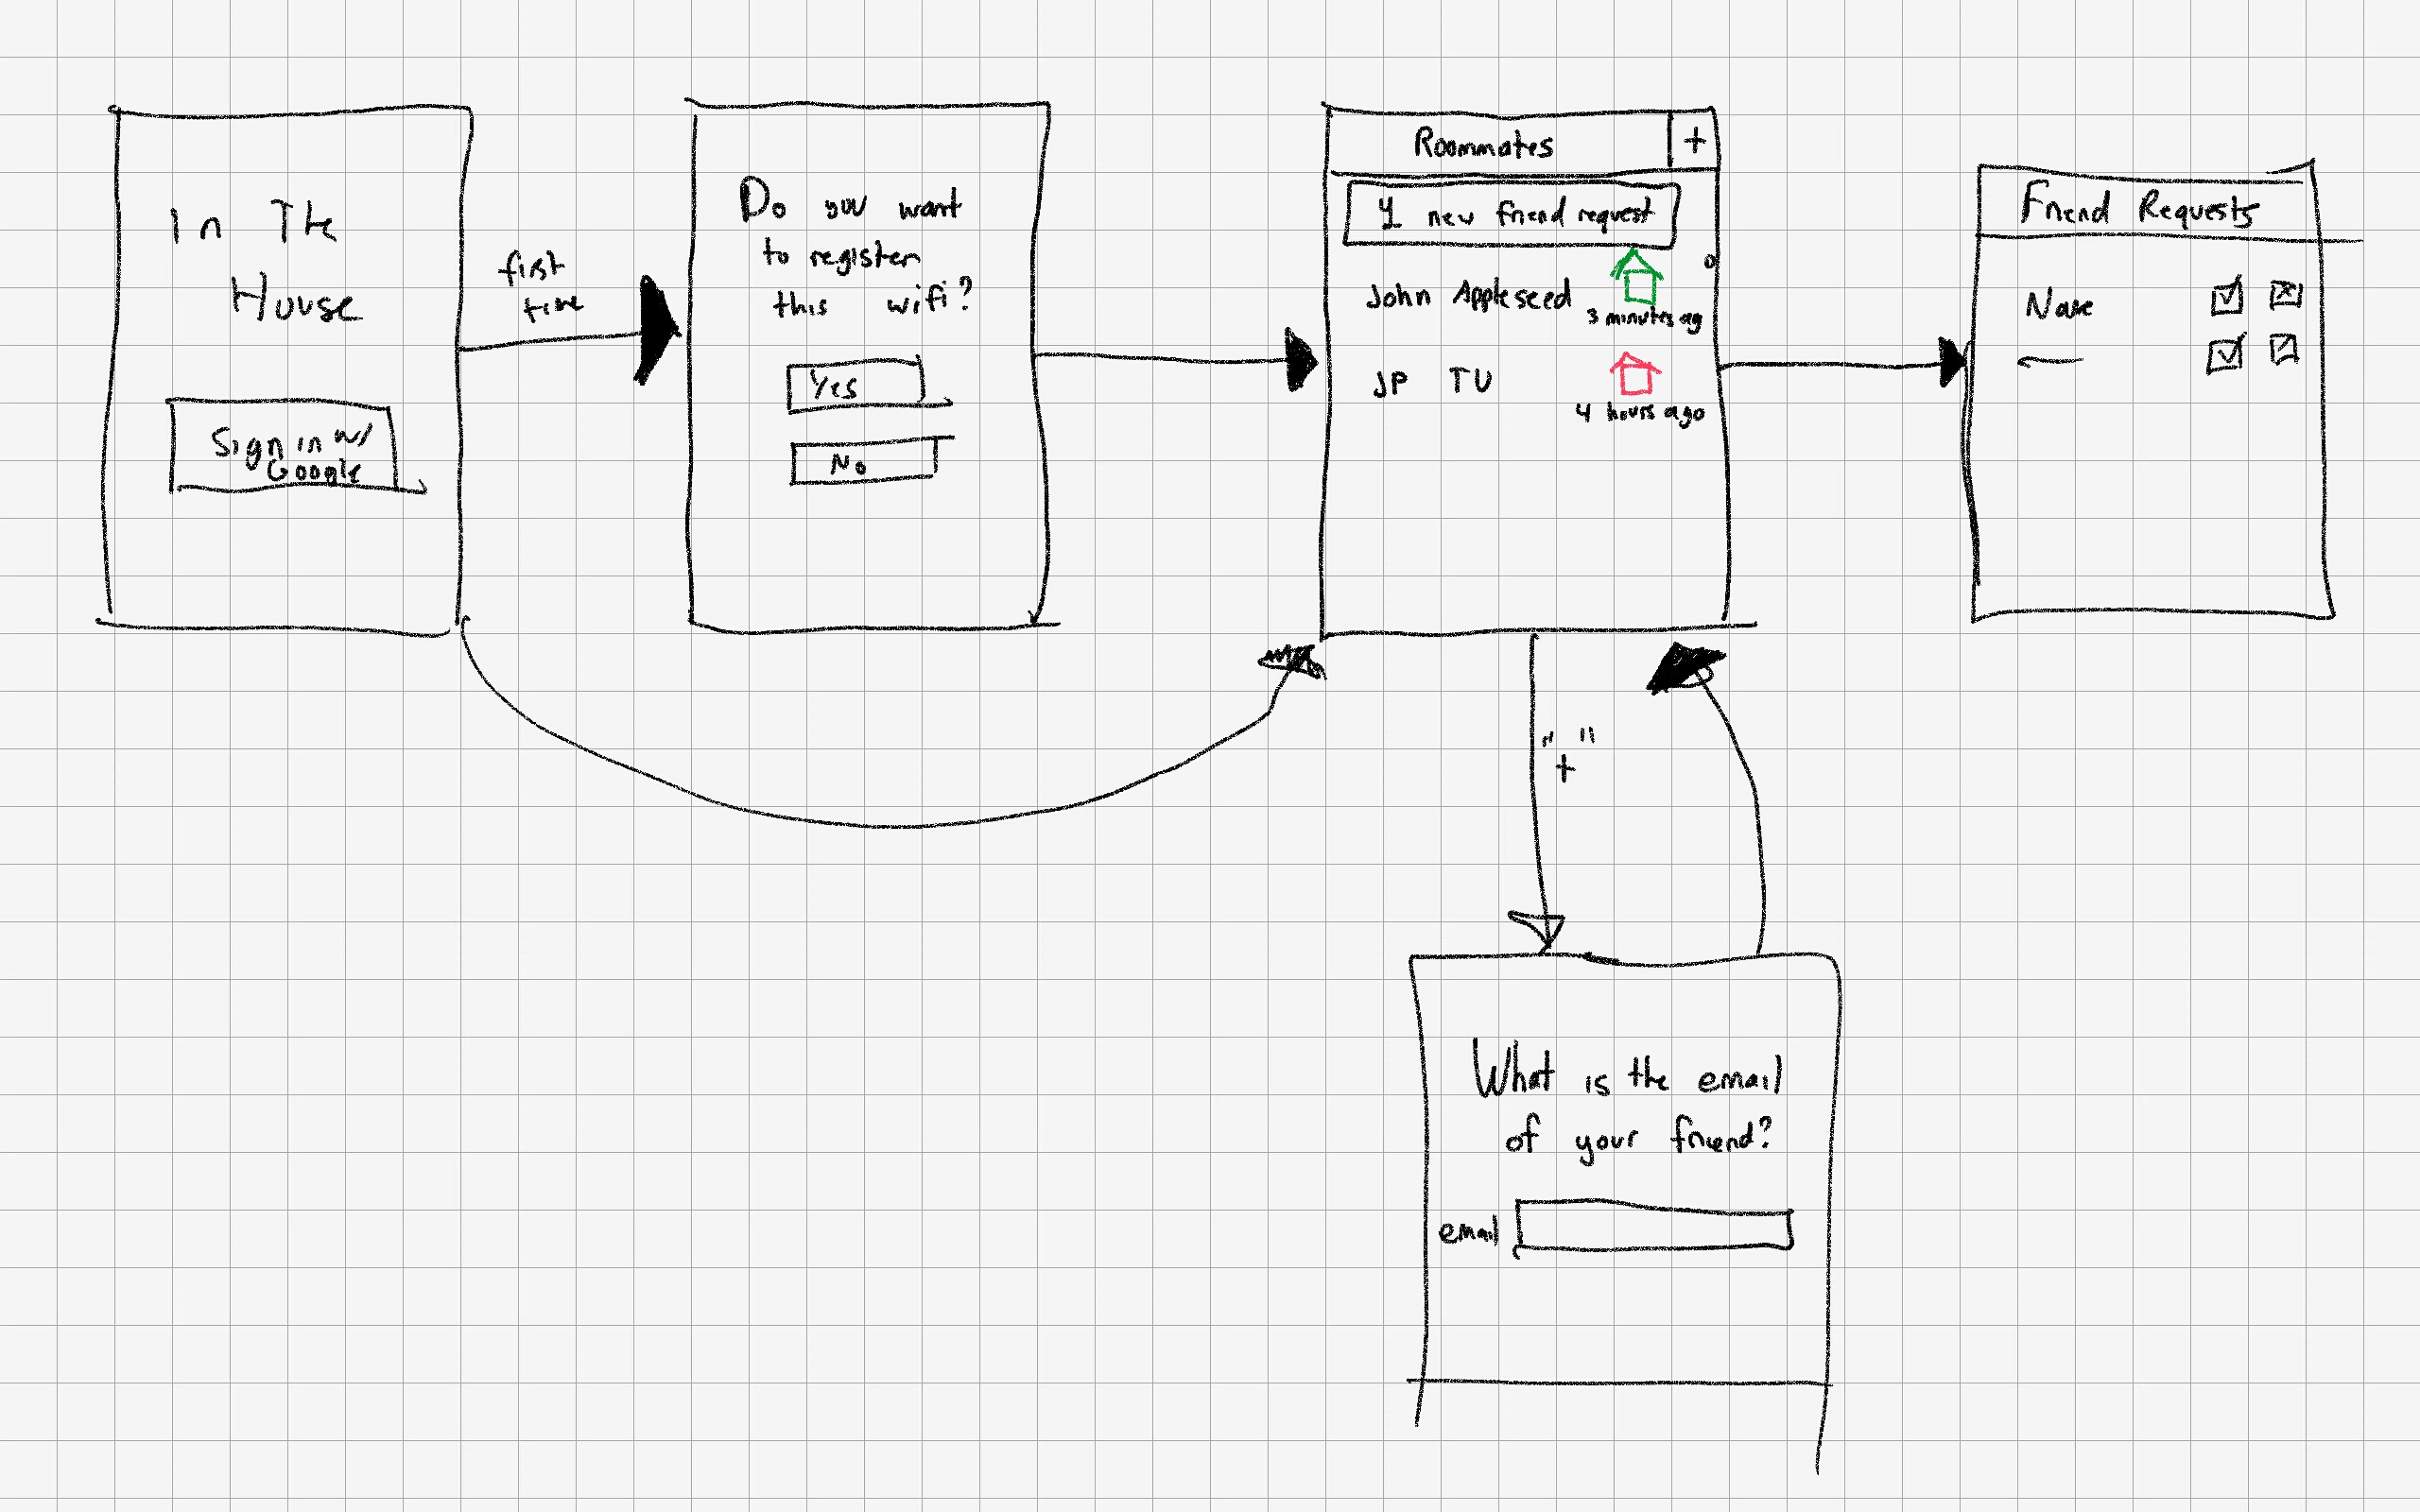 In The
House
Sign in w/
Google
first
time
Do you want
to register
this wifi?
Yes
No
Roommates +
1 new friend request
John Appleseed
3 minutes ag
JP TU
4 hours ago
Friend Requests
Name
"+"
What is the email
of your friend?
email